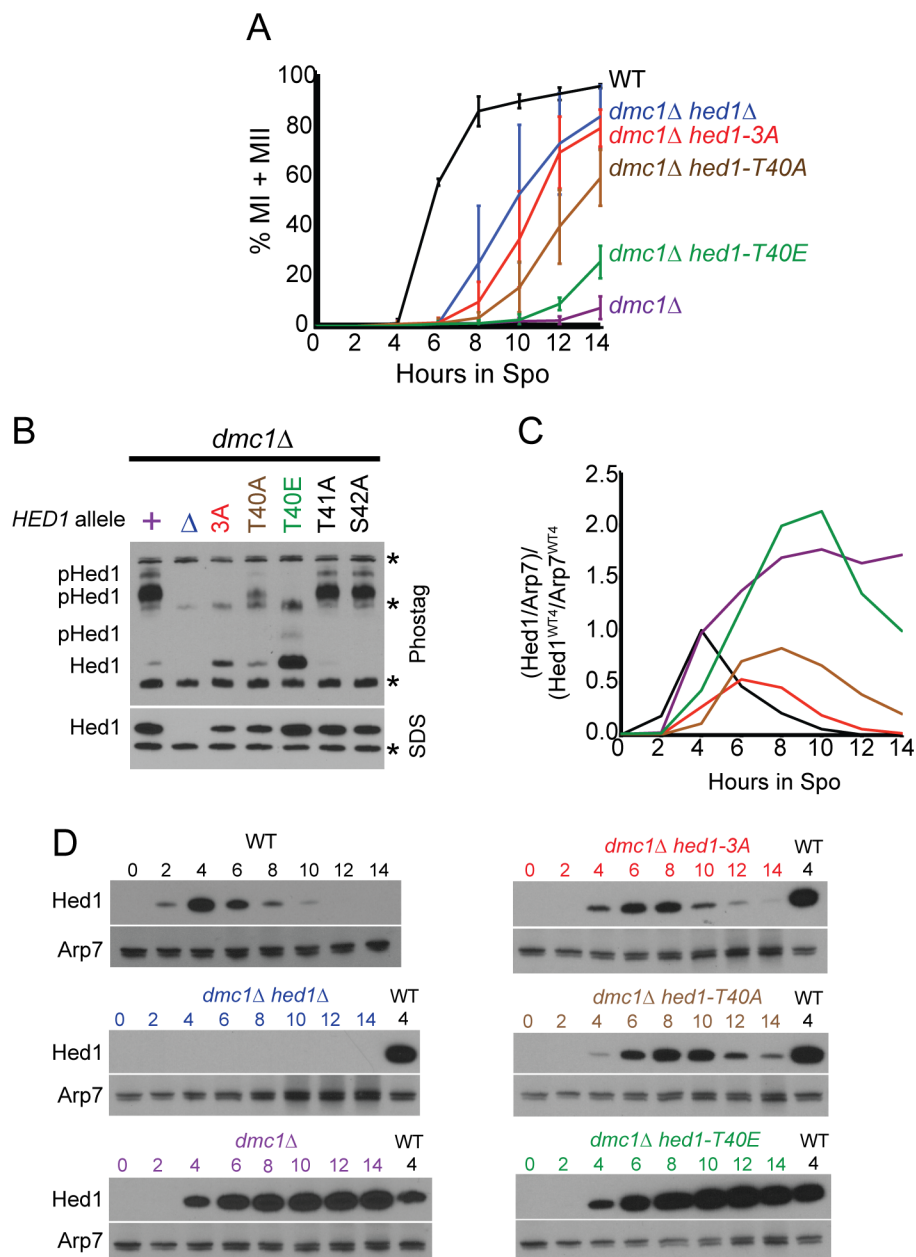 A
100
80
60
40
20
0
% MI + MII
0 2 4 6 8 10 12 14
Hours in Spo
WT
dmc1Δ hed1Δ
dmc1Δ hed1-3A
dmc1Δ hed1-T40A
dmc1Δ hed1-T40E
dmc1Δ
B
dmc1Δ
HED1 allele + Δ 3A T40A T40E T41A S42A
*
pHed1
pHed1
*
pHed1
Hed1
*
Phostag
Hed1
*
SDS
C
2.5
2.0
1.5
1.0
0.5
0.0
(Hed1/Arp7)/
(Hed1^WT4/Arp7^WT4)
0 2 4 6 8 10 12 14
Hours in Spo
D
WT
0 2 4 6 8 10 12 14
Hed1
Arp7
dmc1Δ hed1Δ WT
0 2 4 6 8 10 12 14 4
Hed1
Arp7
dmc1Δ WT
0 2 4 6 8 10 12 14 4
Hed1
Arp7
dmc1Δ hed1-3A WT
0 2 4 6 8 10 12 14 4
dmc1Δ hed1-T40A WT
0 2 4 6 8 10 12 14 4
dmc1Δ hed1-T40E WT
0 2 4 6 8 10 12 14 4